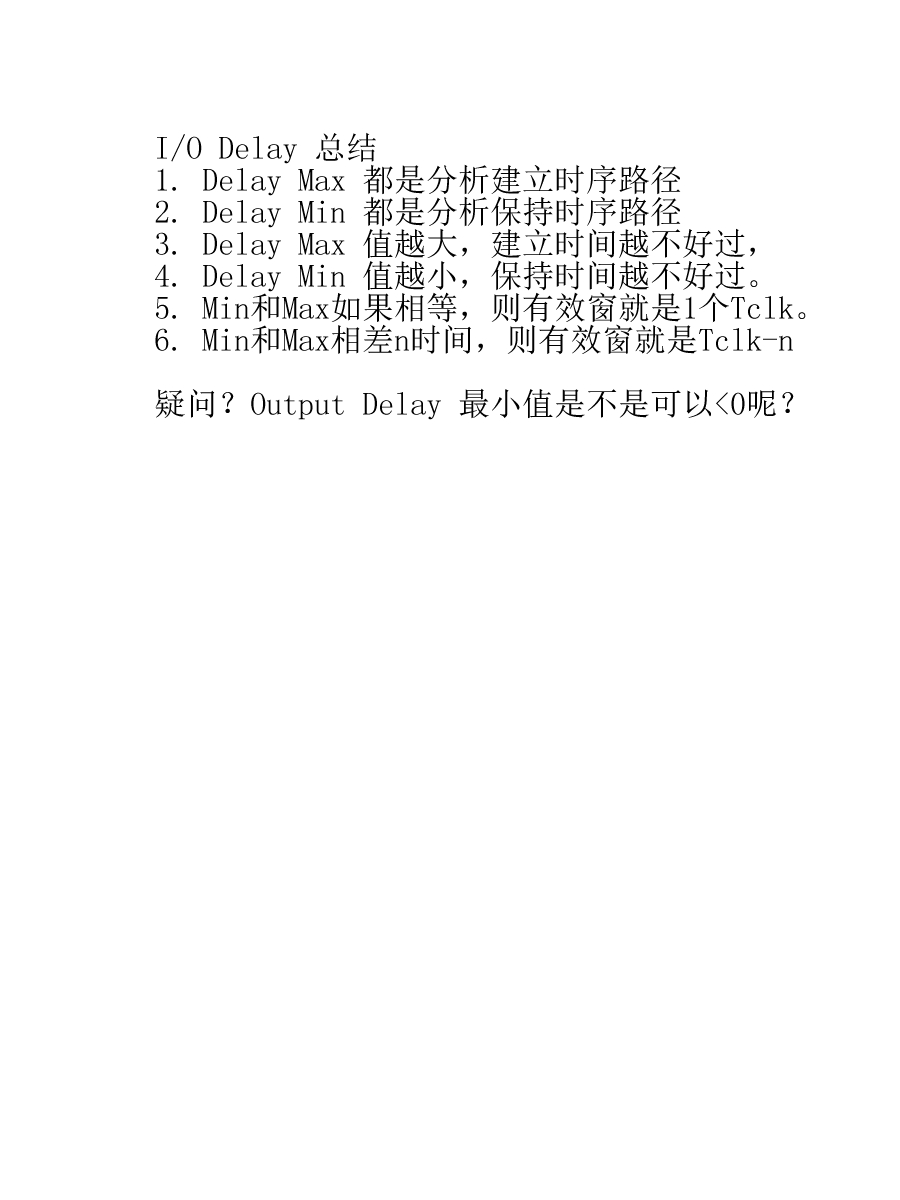 I/O Delay 总结
1. Delay Max 都是分析建立时序路径
2. Delay Min 都是分析保持时序路径
3. Delay Max 值越大，建立时间越不好过，
4. Delay Min 值越小，保持时间越不好过。
5. Min和Max如果相等，则有效窗就是1个Tclk。
6. Min和Max相差n时间，则有效窗就是Tclk-n
疑问？Output Delay 最小值是不是可以<0呢？